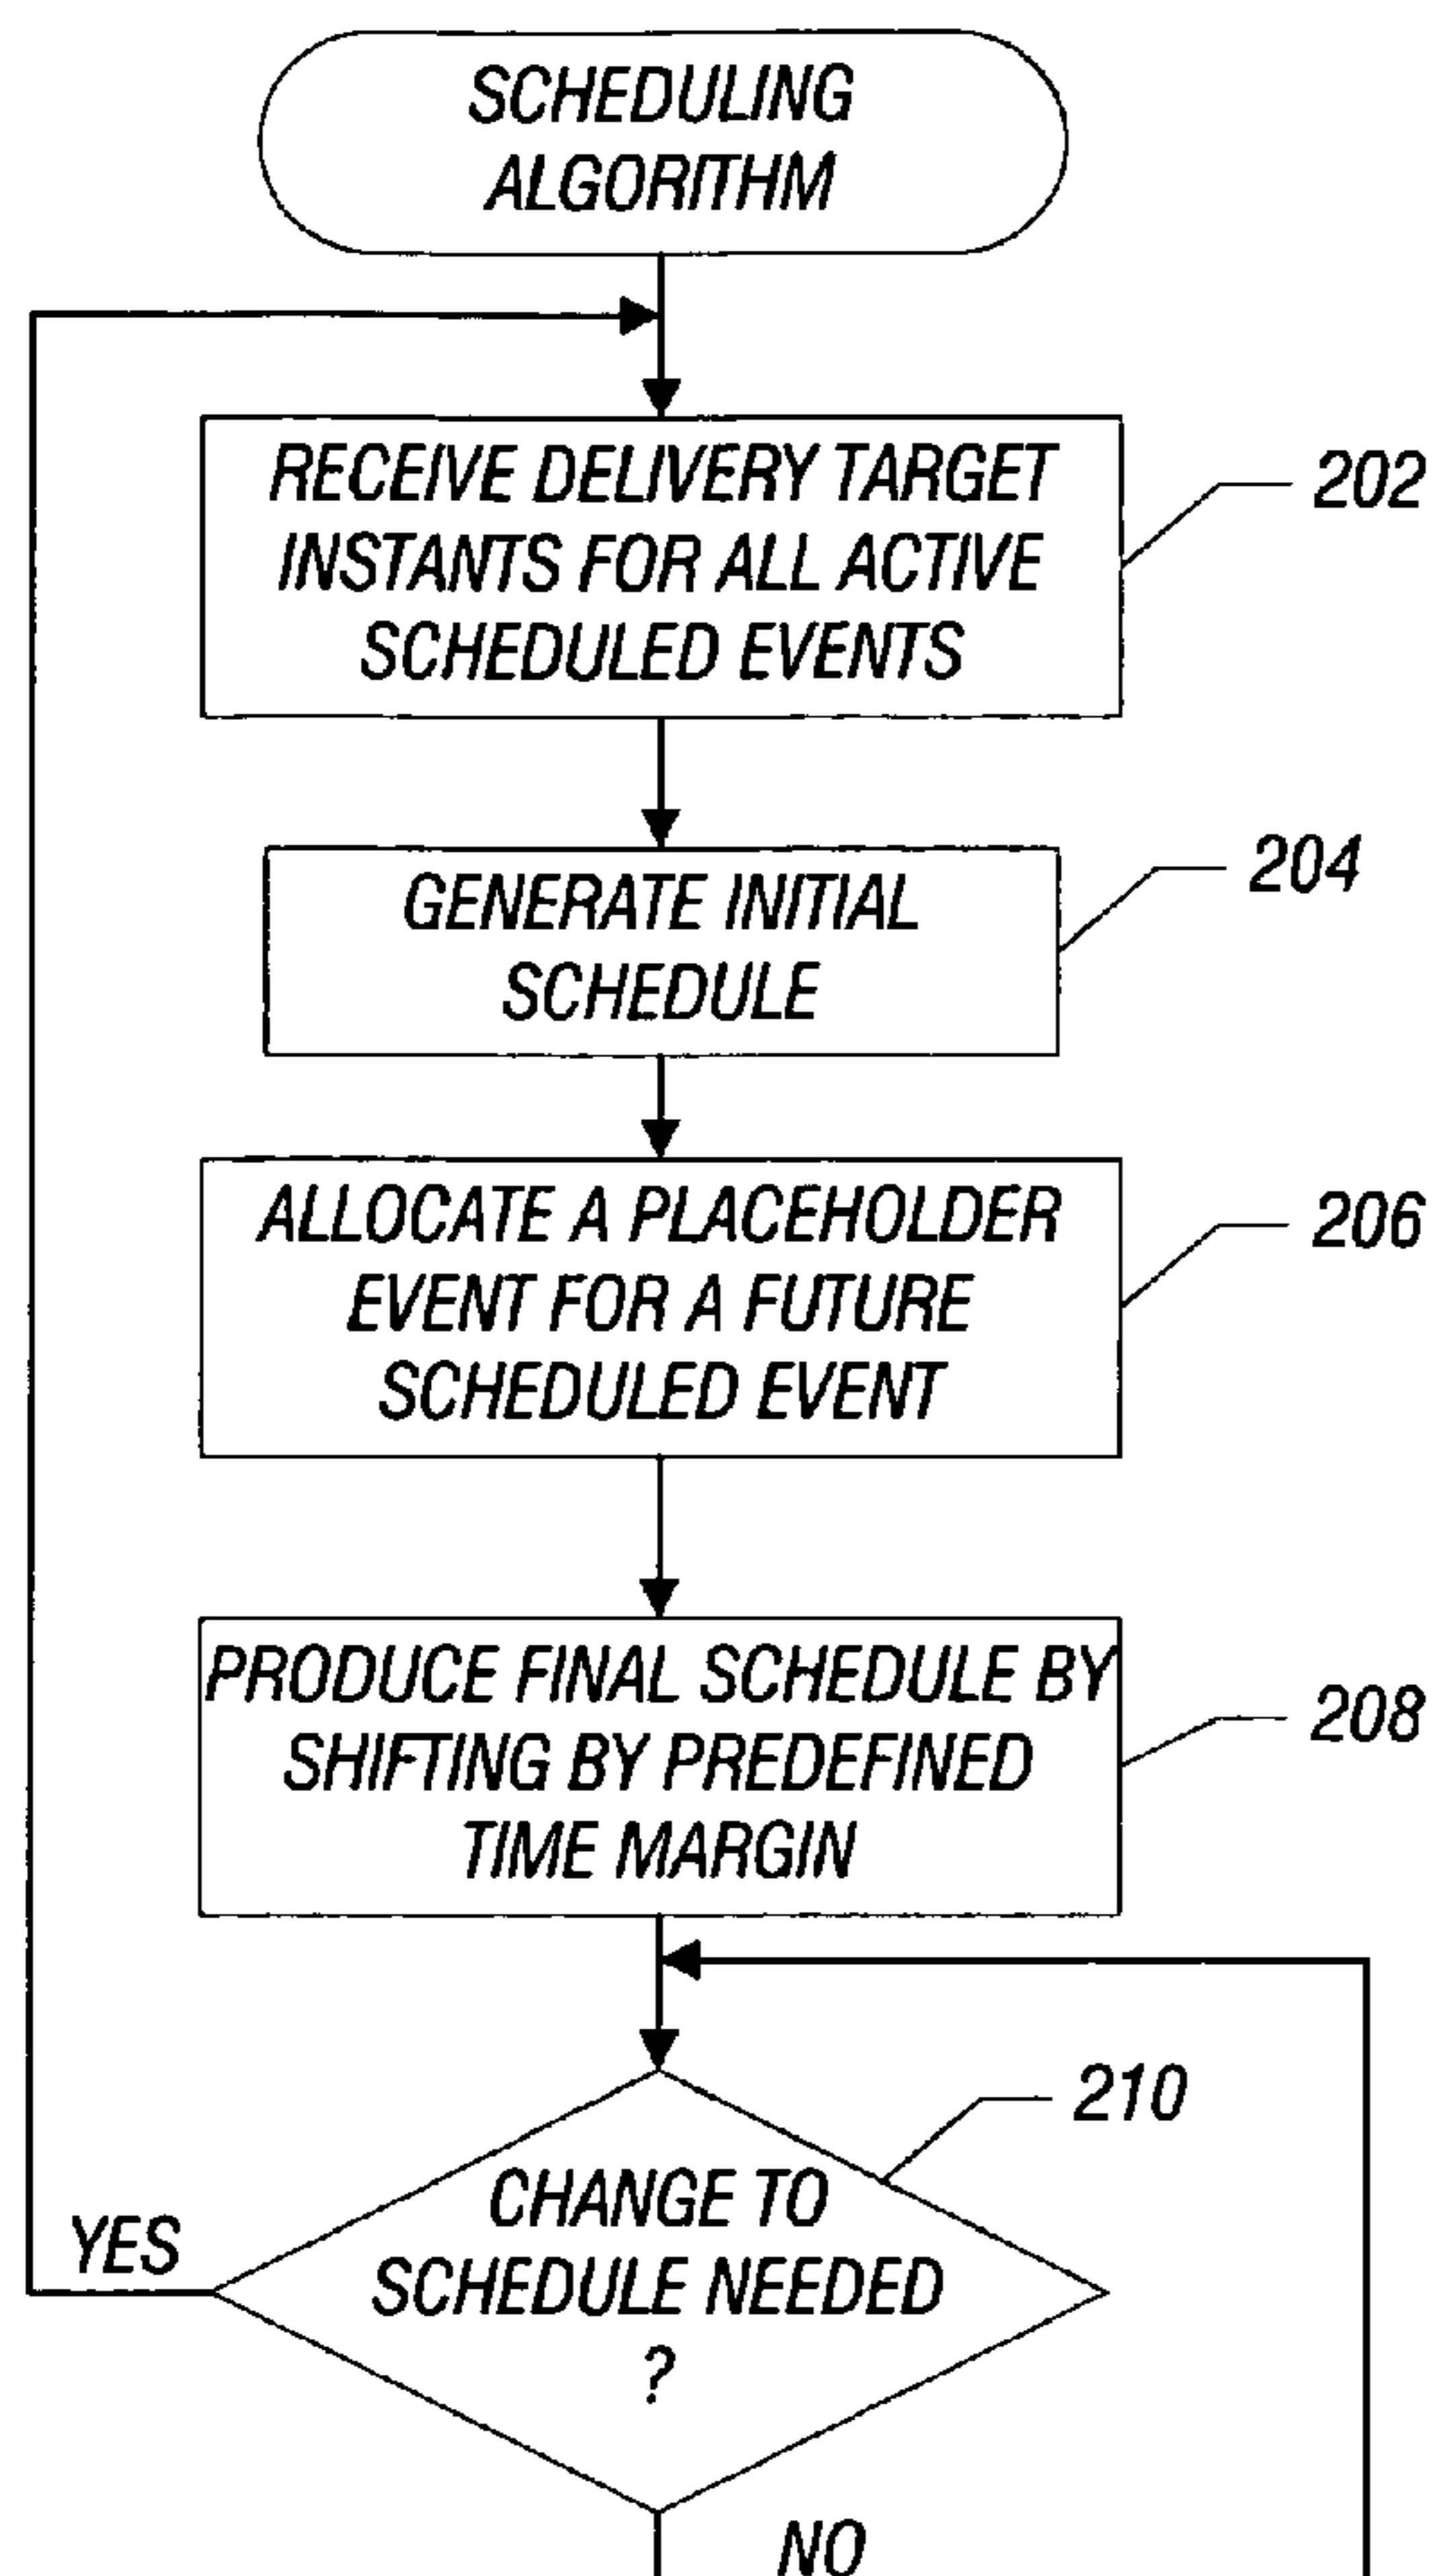 SCHEDULING
ALGORITHM
RECEIVE DELIVERY TARGET
INSTANTS FOR ALL ACTIVE
SCHEDULED EVENTS
202
GENERATE INITIAL
SCHEDULE
204
ALLOCATE A PLACEHOLDER
EVENT FOR A FUTURE
SCHEDULED EVENT
206
PRODUCE FINAL SCHEDULE BY
SHIFTING BY PREDEFINED
TIME MARGIN
208
210
CHANGE TO
SCHEDULE NEEDED
?
YES
NO